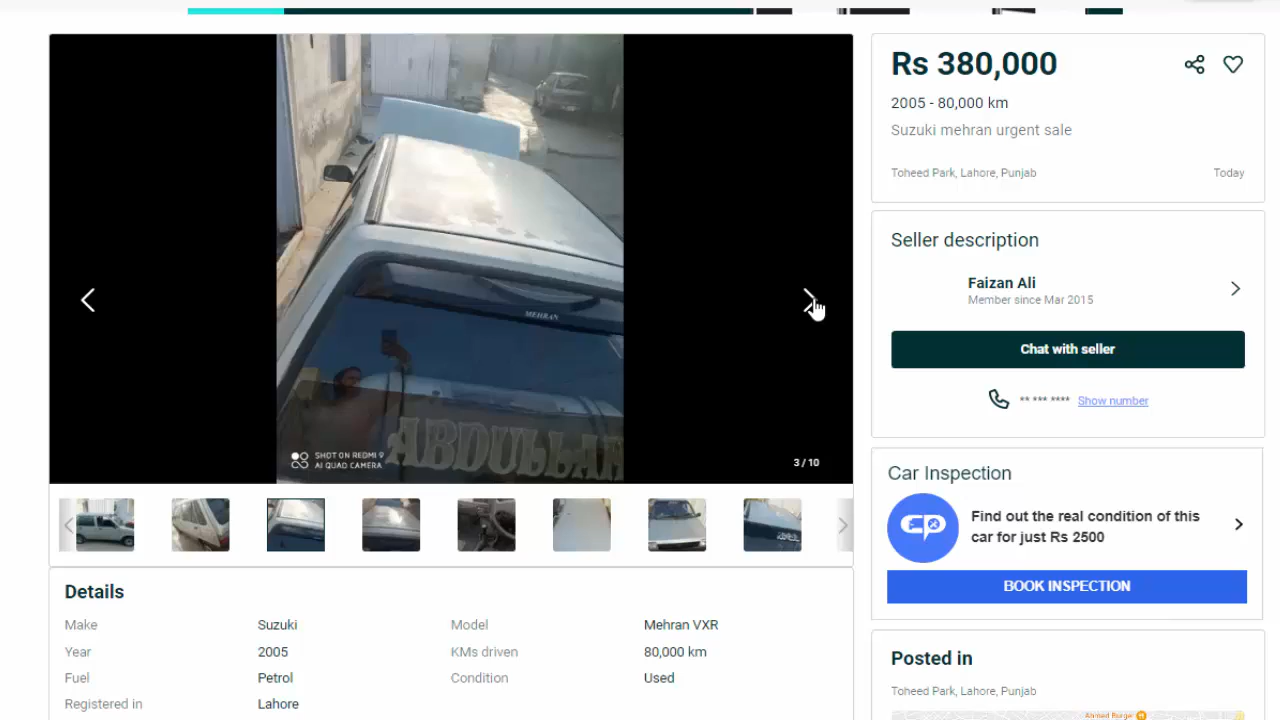 Rs 380,000
2005 - 80,000 km
Suzuki mehran urgent sale
Toheed Park, Lahore, Punjab
Today
MEHRAN
ABDULLAH
SHOT ON REDMI 9
AI QUAD CAMERA
3 / 10
Seller description
Faizan Ali
Member since Mar 2015
Chat with seller
** *** **** Show number
Car Inspection
CP
Find out the real condition of this
car for just Rs 2500
BOOK INSPECTION
Details
Make Suzuki Model Mehran VXR
Year 2005 KMs driven 80,000 km
Fuel Petrol Condition Used
Registered in Lahore
Posted in
Toheed Park, Lahore, Punjab
Ahmed Burger